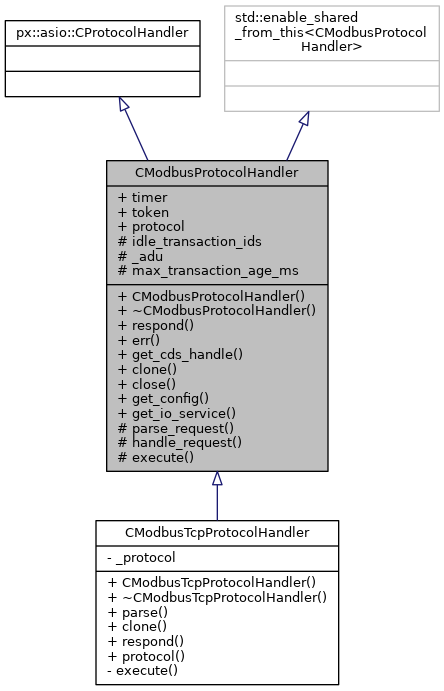 px::asio::CProtocolHandler
std::enable_shared
_from_this<CModbusProtocol
Handler>
CModbusProtocolHandler
+ timer
+ token
+ protocol
# idle_transaction_ids
# _adu
# max_transaction_age_ms
+ CModbusProtocolHandler()
+ ~CModbusProtocolHandler()
+ respond()
+ err()
+ get_cds_handle()
+ clone()
+ close()
+ get_config()
+ get_io_service()
# parse_request()
# handle_request()
# execute()
CModbusTcpProtocolHandler
- _protocol
+ CModbusTcpProtocolHandler()
+ ~CModbusTcpProtocolHandler()
+ parse()
+ clone()
+ respond()
+ protocol()
- execute()